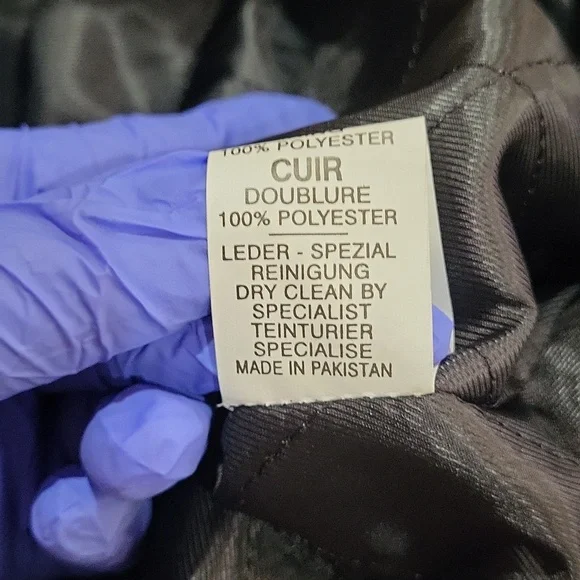 100% POLYESTER
CUIR
DOUBLURE
100% POLYESTER
LEDER - SPEZIAL
REINIGUNG
DRY CLEAN BY
SPECIALIST
TEINTURIER
SPECIALISE
MADE IN PAKISTAN